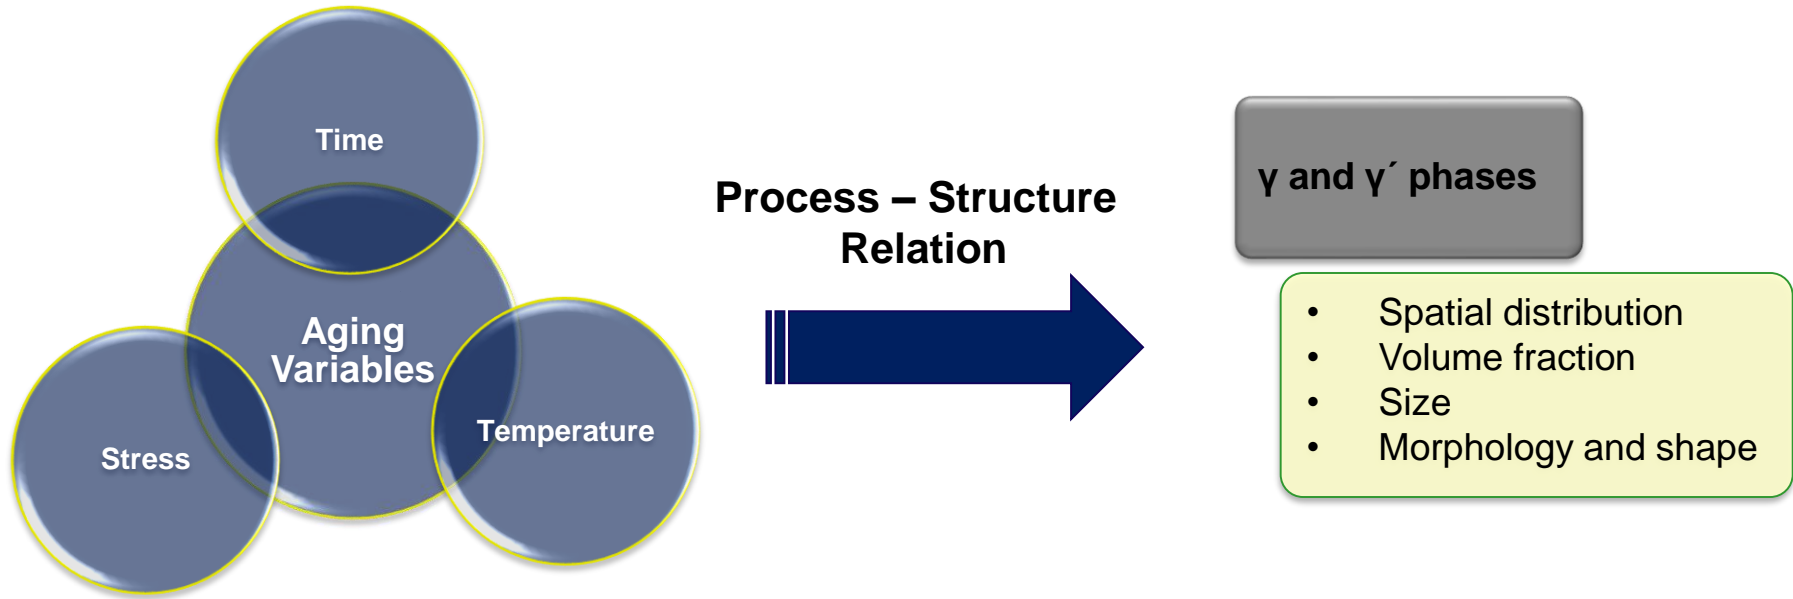 Time
Aging
Variables
Stress
Temperature
Process – Structure
Relation
γ and γ´ phases
• Spatial distribution
• Volume fraction
• Size
• Morphology and shape